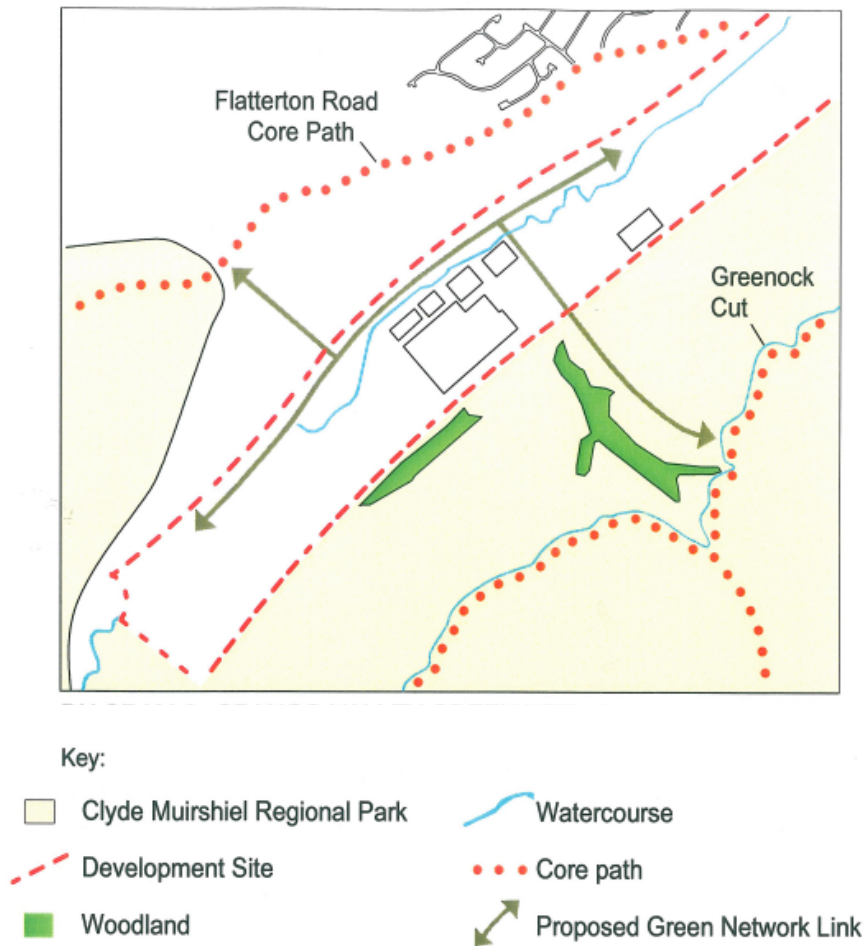 Flatterton Road
Core Path
Greenock
Cut
Key:
Clyde Muirshiel Regional Park
Watercourse
Development Site
Core path
Woodland
Proposed Green Network Link